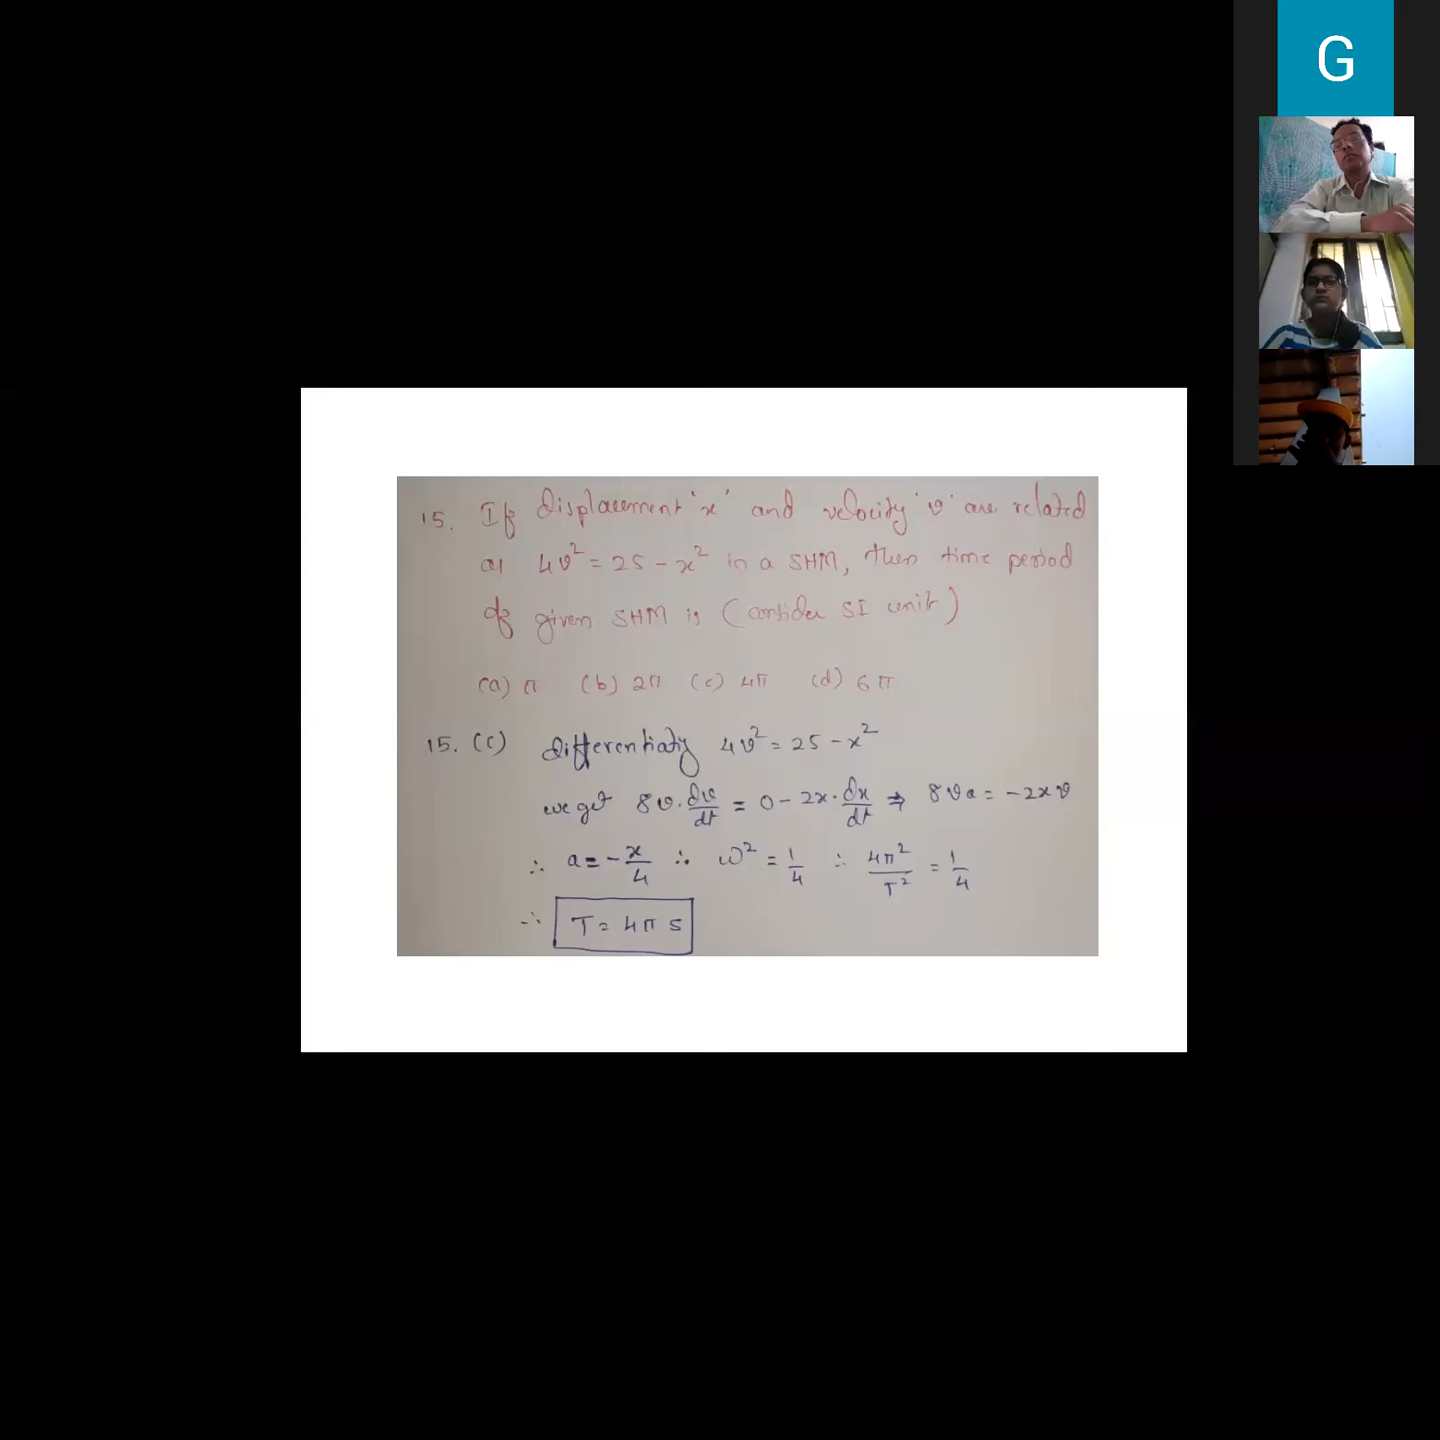 G
15. If displacement 'x' and velocity 'v' are related
as 4v² = 25 - x² in a SHM, then time period
of given SHM is (consider SI unit)
(a) π (b) 2π (c) 4π (d) 6π
15. (c) differentiatig 4v² = 25 - x²
we get 8v · dv/dt = 0 - 2x · dx/dt ⇒ 8va = -2xv
∴ a = -x/4 ∴ ω² = 1/4 ∴ 4π²/T² = 1/4
∴ T = 4π s